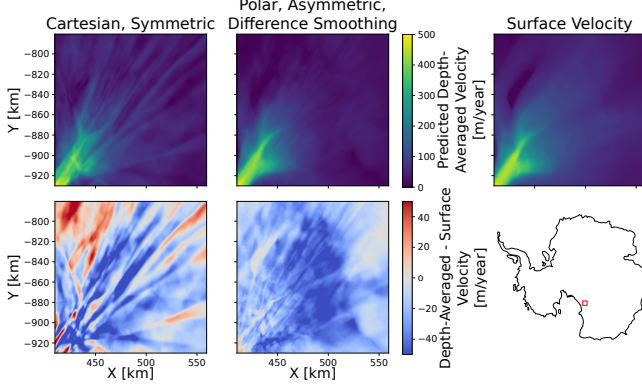 Cartesian, Symmetric
Polar, Asymmetric,
Difference Smoothing
Surface Velocity
Y [km]
−800
−820
−840
−860
−880
−900
−920
500
400
300
200
100
0
Predicted Depth-
Averaged Velocity
[m/year]
Y [km]
−800
−820
−840
−860
−880
−900
−920
450
500
550
X [km]
450
500
550
X [km]
40
20
0
−20
−40
Depth-Averaged - Surface
Velocity
[m/year]